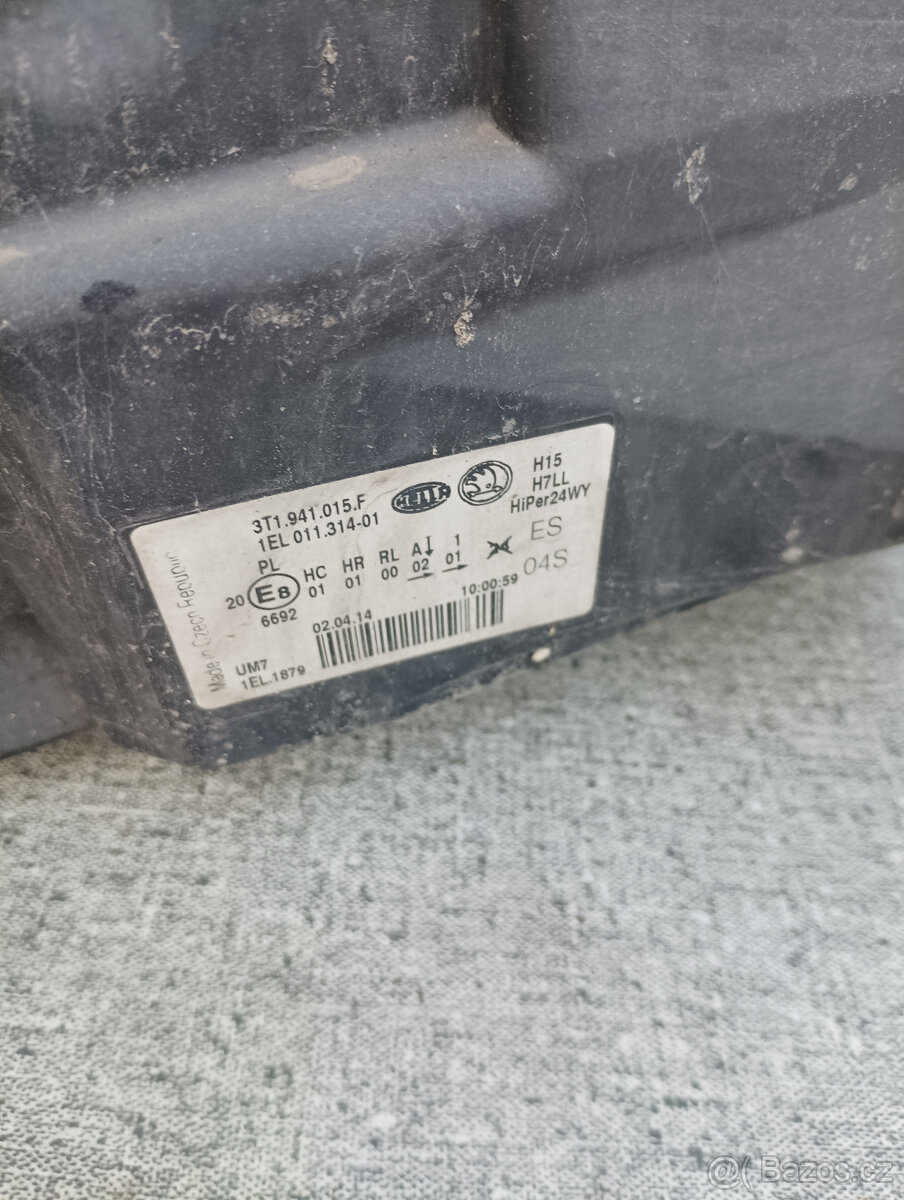 3T1.941.015.F
1EL 011.314-01
HELLA
H15
H7LL
HiPer24WY
ES
04S
PL
20 E8 HC HR RL A 1
01 01 00 02 01
6692
02.04.14
10:00:59
UM7
1EL.1879
Made in Czech Republic
@( Bazos.cz